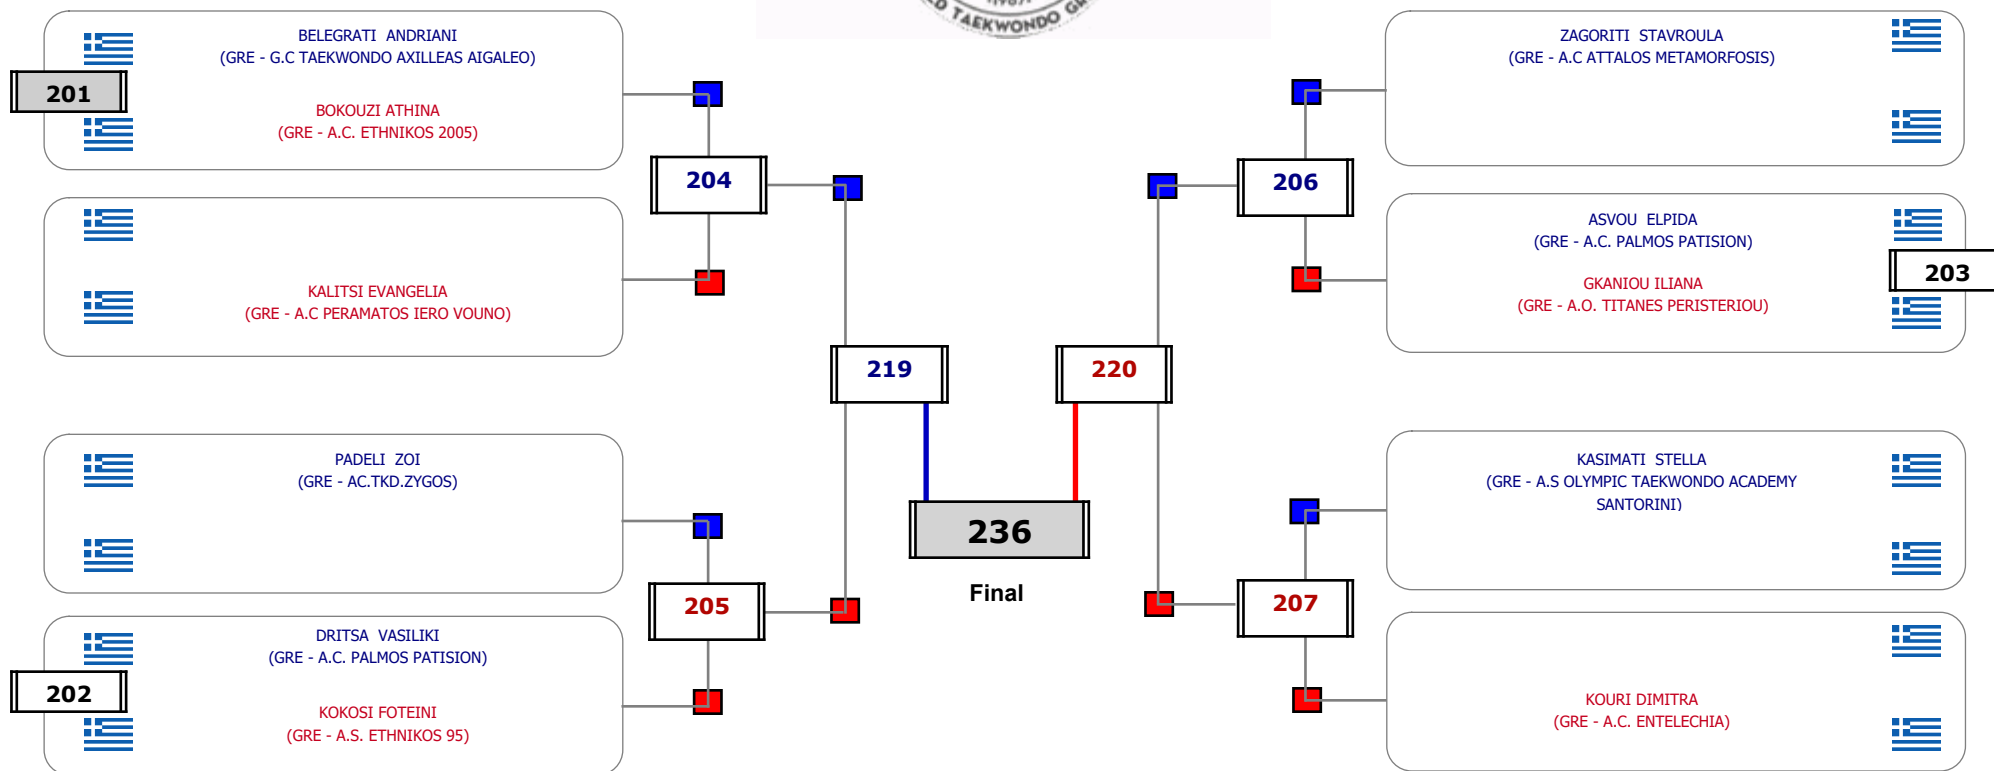 TAEKWONDO
BELEGRATI ANDRIANI
(GRE - G.C TAEKWONDO AXILLEAS AIGALEO)
201
BOKOUZI ATHINA
(GRE - A.C. ETHNIKOS 2005)
204
KALITSI EVANGELIA
(GRE - A.C PERAMATOS IERO VOUNO)
219
PADELI ZOI
(GRE - AC.TKD.ZYGOS)
205
DRITSA VASILIKI
(GRE - A.C. PALMOS PATISION)
202
KOKOSI FOTEINI
(GRE - A.S. ETHNIKOS 95)
236
Final
ZAGORITI STAVROULA
(GRE - A.C ATTALOS METAMORFOSIS)
206
ASVOU ELPIDA
(GRE - A.C. PALMOS PATISION)
203
GKANIOU ILIANA
(GRE - A.O. TITANES PERISTERIOU)
220
KASIMATI STELLA
(GRE - A.S OLYMPIC TAEKWONDO ACADEMY
SANTORINI)
207
KOURI DIMITRA
(GRE - A.C. ENTELECHIA)